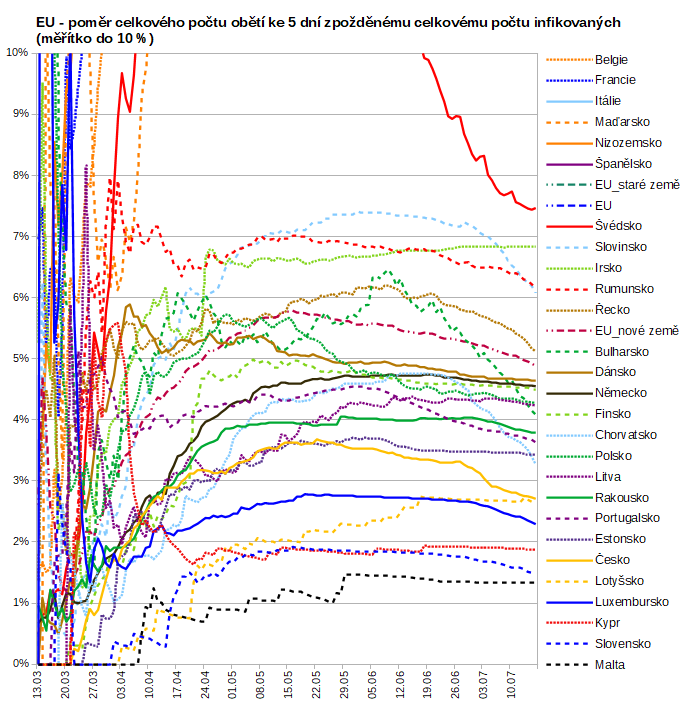 EU - poměr celkového počtu obětí ke 5 dní zpožděnému celkovému počtu infikovaných
(měřítko do 10 %)
10%
9%
8%
7%
6%
5%
4%
3%
2%
1%
0%
13.03
20.03
27.03
03.04
10.04
17.04
24.04
01.05
08.05
15.05
22.05
29.05
05.06
12.06
19.06
26.06
03.07
10.07
Belgie
Francie
Itálie
Maďarsko
Nizozemsko
Španělsko
EU_staré země
EU
Švédsko
Slovinsko
Irsko
Rumunsko
Řecko
EU_nové země
Bulharsko
Dánsko
Německo
Finsko
Chorvatsko
Polsko
Litva
Rakousko
Portugalsko
Estonsko
Česko
Lotyšsko
Luxembursko
Kypr
Slovensko
Malta